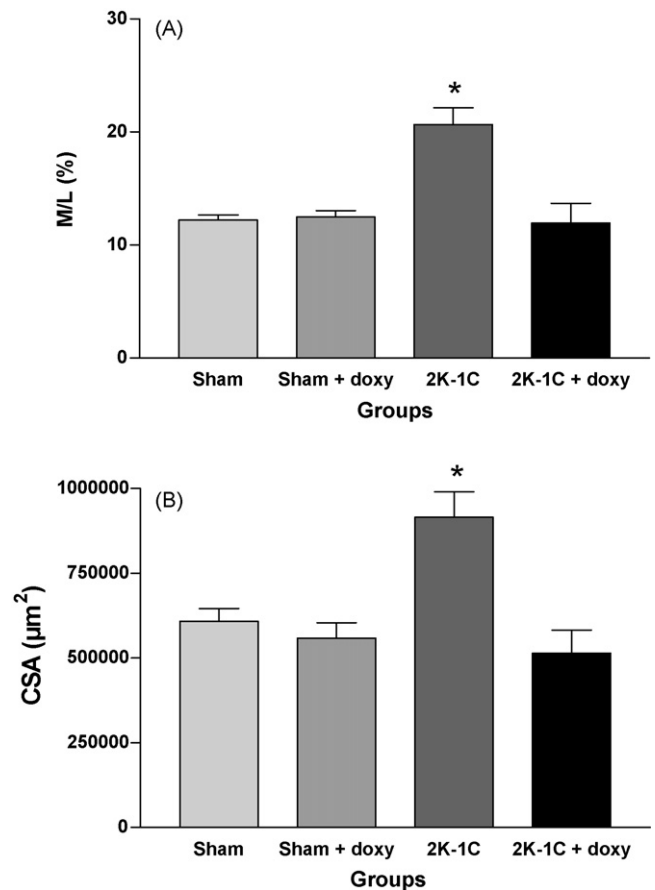 (A)
30
20
10
0
M/L (%)
*
Sham Sham + doxy 2K-1C 2K-1C + doxy
Groups
(B)
1000000
750000
500000
250000
0
CSA (µm²)
*
Sham Sham + doxy 2K-1C 2K-1C + doxy
Groups